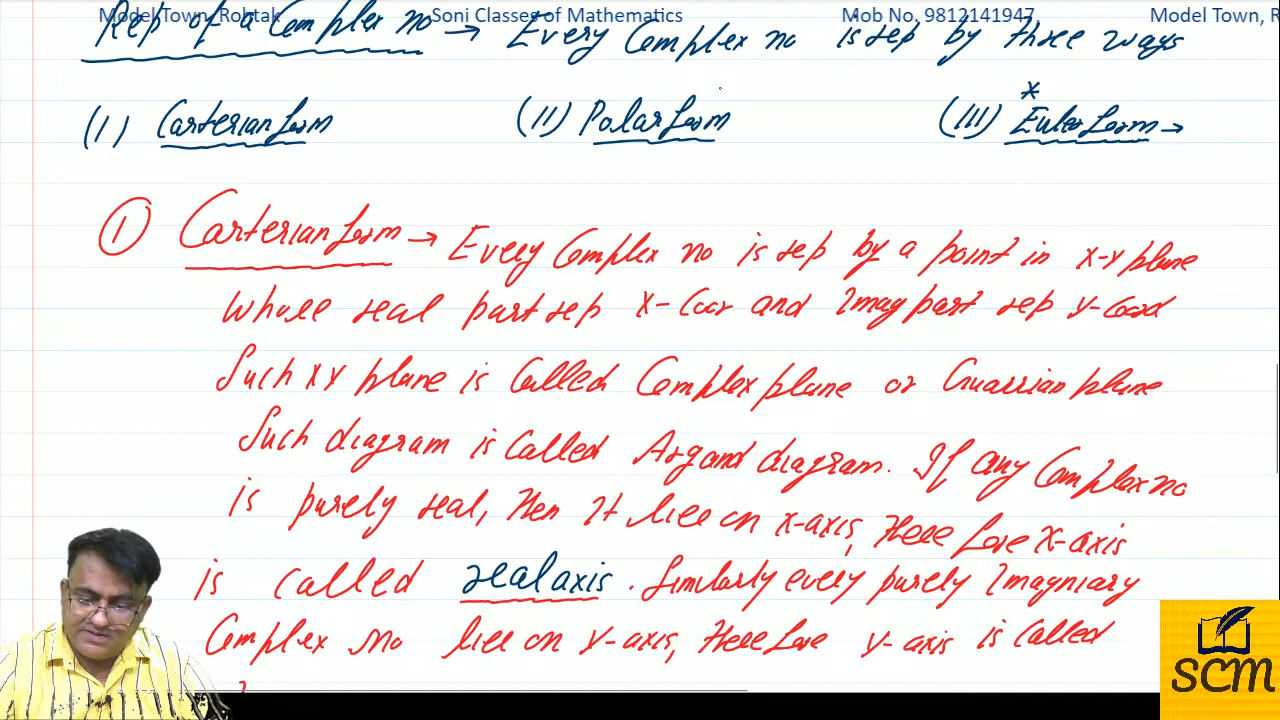 Model Town, Rohtak Soni Classes of Mathematics Mob No. 9812141947 Model Town, R
Rep of a Complex no → Every Complex no is rep by three ways
(I) Carterian form (II) Polar form (III) * Euler form →
① Carterian form → Every Complex no is rep by a point in X-Y plane
whose real part rep X-Coor and Imag part rep Y-Coord
Such XY plane is Called Complex plane or Guassian plane
Such diagram is Called Argand diagram. If any Complex no
is purely real, then It lies on X-axis, Here fore X-axis
is called real axis. Similarly every purely Imagniary
Complex no lies on Y-axis, Here fore Y-axis is called
SCM